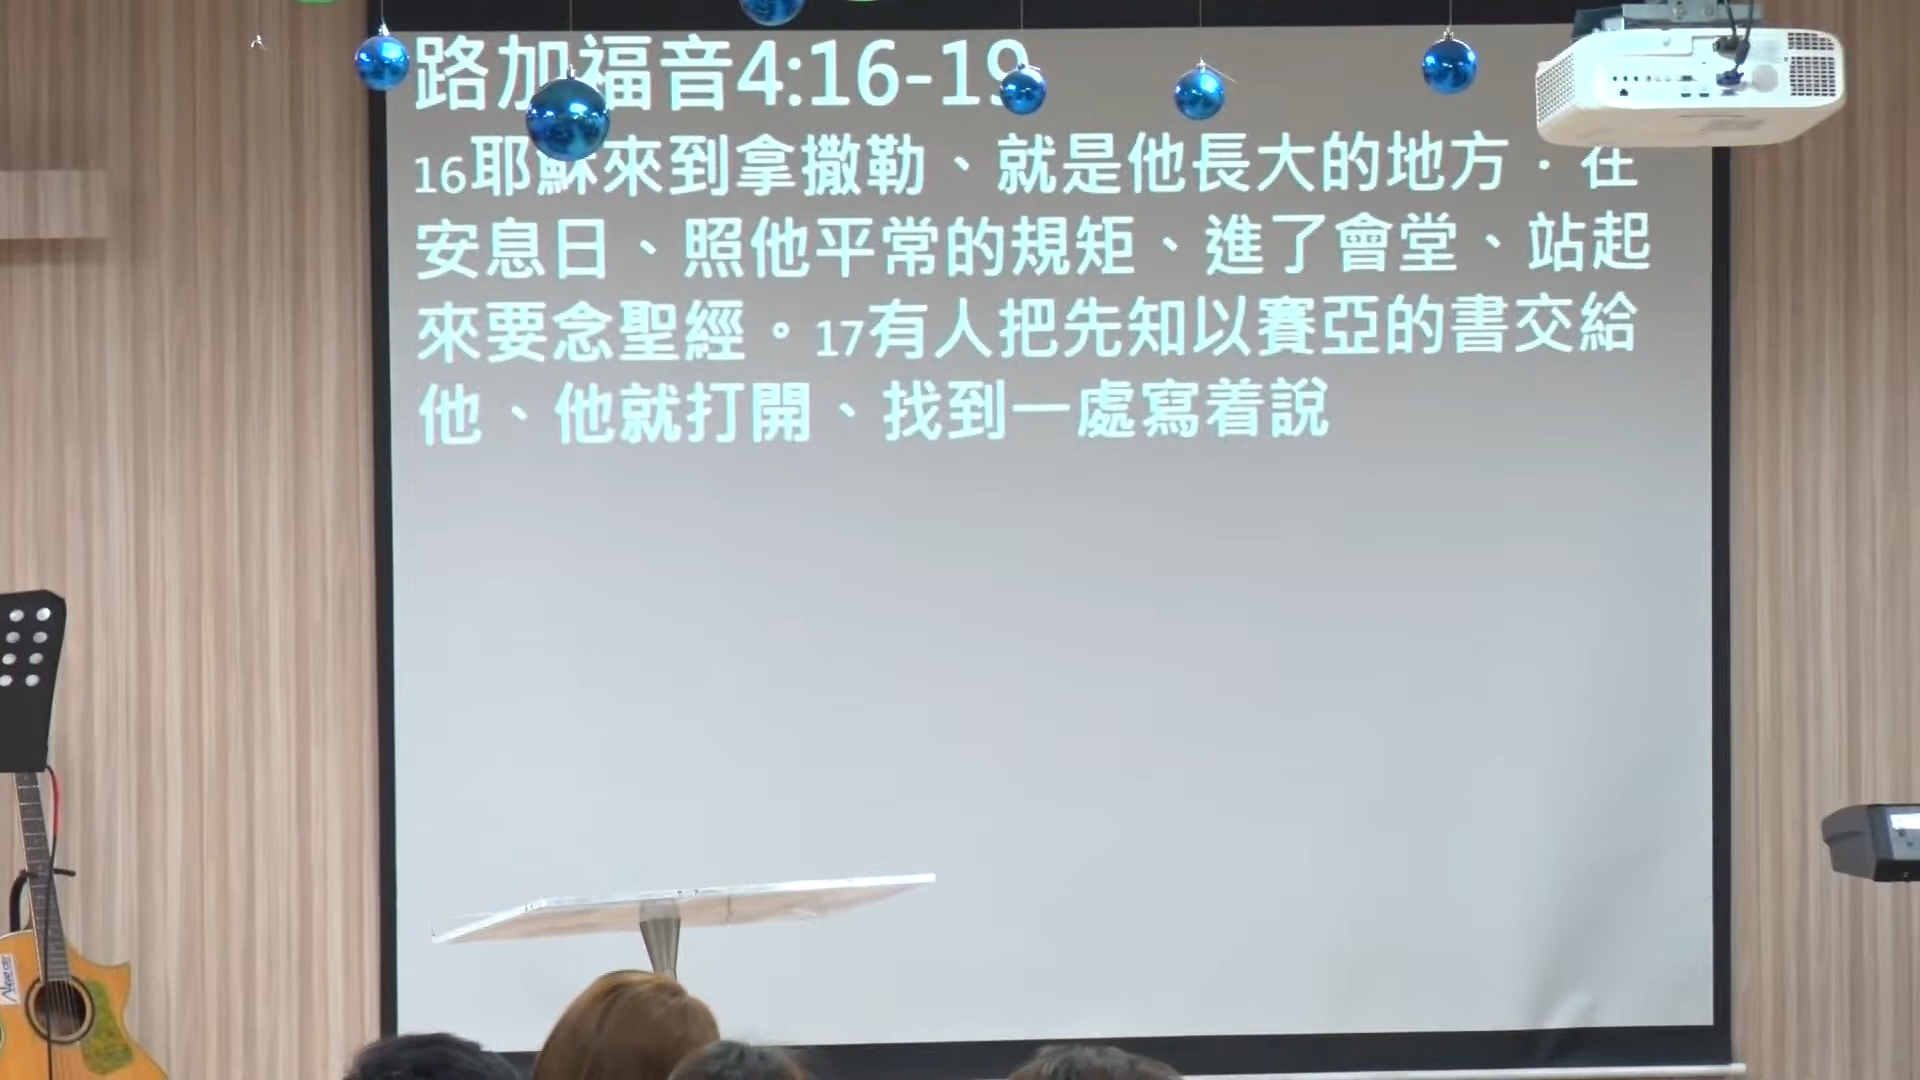 路加福音4:16-19
16耶穌來到拿撒勒、就是他長大的地方．在
安息日、照他平常的規矩、進了會堂、站起
來要念聖經。17有人把先知以賽亞的書交給
他、他就打開、找到一處寫着說